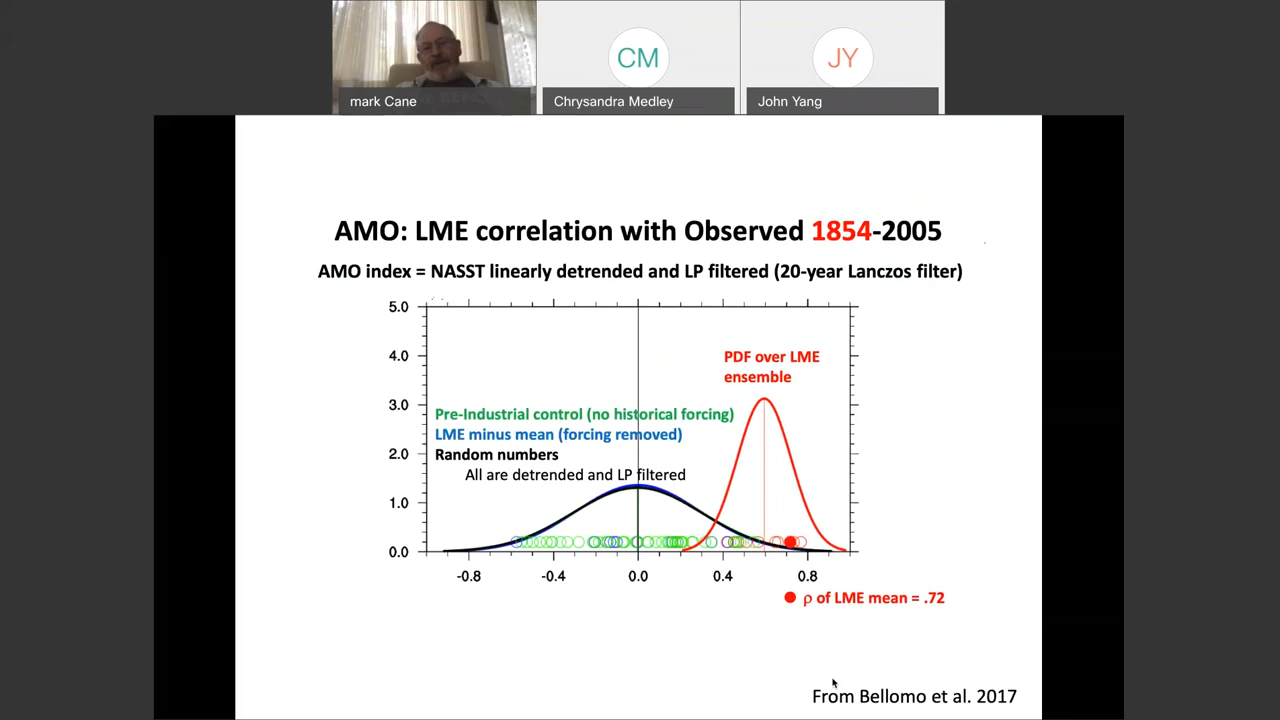 CM
JY
mark Cane
Chrysandra Medley
John Yang
AMO: LME correlation with Observed 1854-2005
AMO index = NASST linearly detrended and LP filtered (20-year Lanczos filter)
5.0
4.0
3.0
2.0
1.0
0.0
PDF over LME
ensemble
Pre-Industrial control (no historical forcing)
LME minus mean (forcing removed)
Random numbers
All are detrended and LP filtered
-0.8 -0.4 0.0 0.4 0.8
ρ of LME mean = .72
From Bellomo et al. 2017